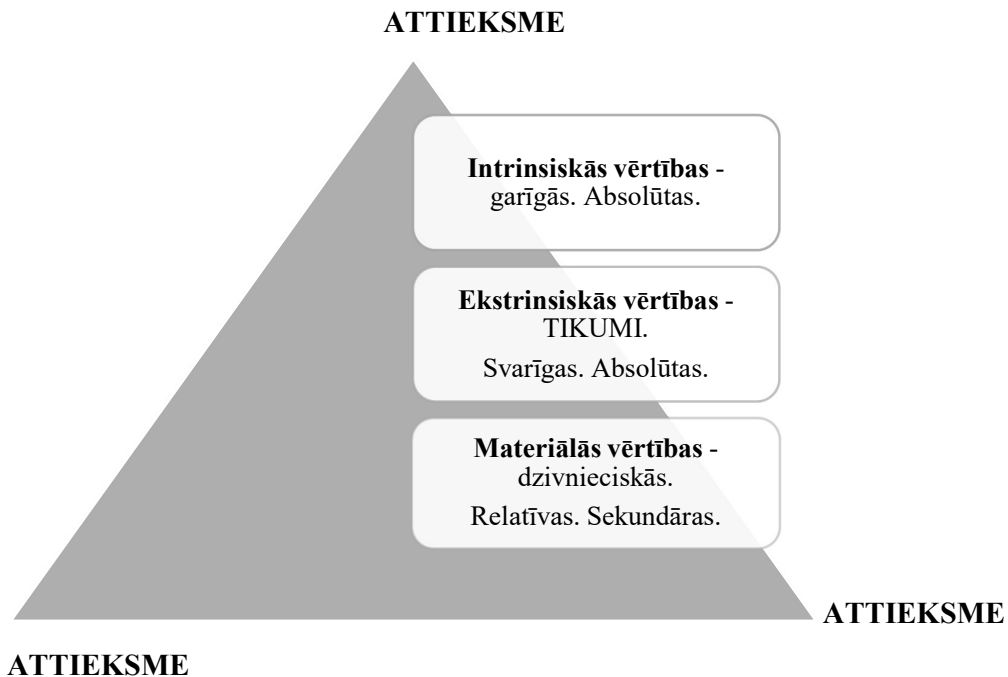 ATTIEKSME
Intrinsiskās vērtības -
garīgās. Absolūtas.
Ekstrinsiskās vērtības -
TIKUMI.
Svarīgas. Absolūtas.
Materiālās vērtības -
dzivnieciskās.
Relatīvas. Sekundāras.
ATTIEKSME
ATTIEKSME